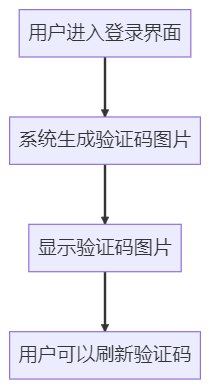 用户进入登录界面
系统生成验证码图片
显示验证码图片
用户可以刷新验证码